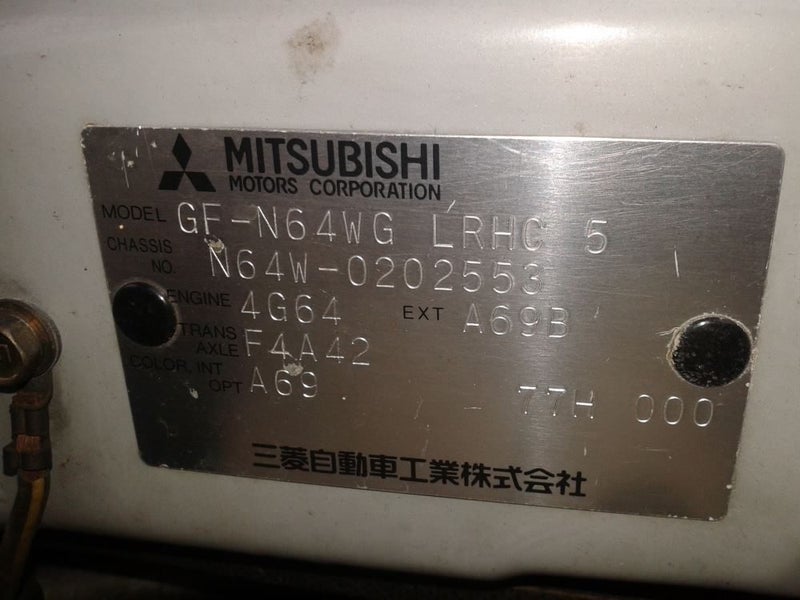 MITSUBISHI
MOTORS CORPORATION
MODEL GF-N64WG LRHC 5
CHASSIS NO. N64W-0202553
ENGINE 4G64 EXT A69B
TRANS AXLE F4A42
COLOR, INT OPT A69 - 77H 000
三菱自動車工業株式会社